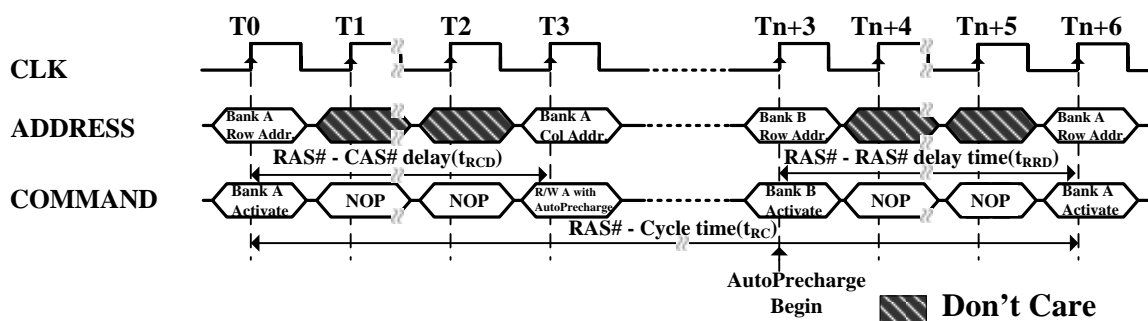 T0 T1 T2 T3 Tn+3 Tn+4 Tn+5 Tn+6
CLK
ADDRESS
Bank A
Row Addr.
Bank A
Col Addr.
Bank B
Row Addr.
Bank A
Row Addr.
RAS# - CAS# delay(tRCD)
RAS# - RAS# delay time(tRRD)
COMMAND
Bank A
Activate
NOP
NOP
R/W A with
AutoPrecharge
Bank B
Activate
NOP
NOP
Bank A
Activate
RAS# - Cycle time(tRC)
AutoPrecharge
Begin
Don't Care